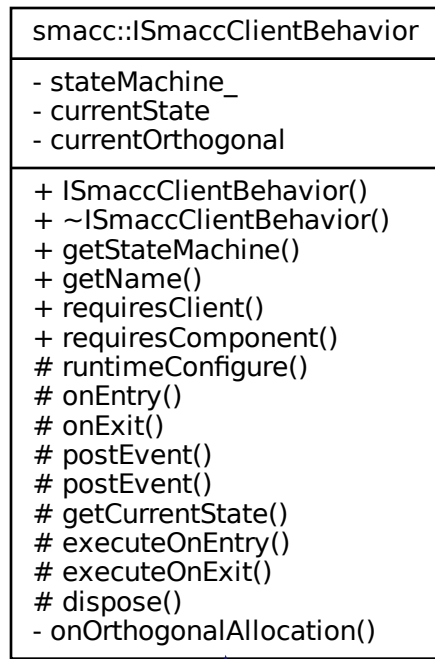 smacc::ISmaccClientBehavior
- stateMachine_
- currentState
- currentOrthogonal
+ ISmaccClientBehavior()
+ ~ISmaccClientBehavior()
+ getStateMachine()
+ getName()
+ requiresClient()
+ requiresComponent()
# runtimeConfigure()
# onEntry()
# onExit()
# postEvent()
# postEvent()
# getCurrentState()
# executeOnEntry()
# executeOnExit()
# dispose()
- onOrthogonalAllocation()